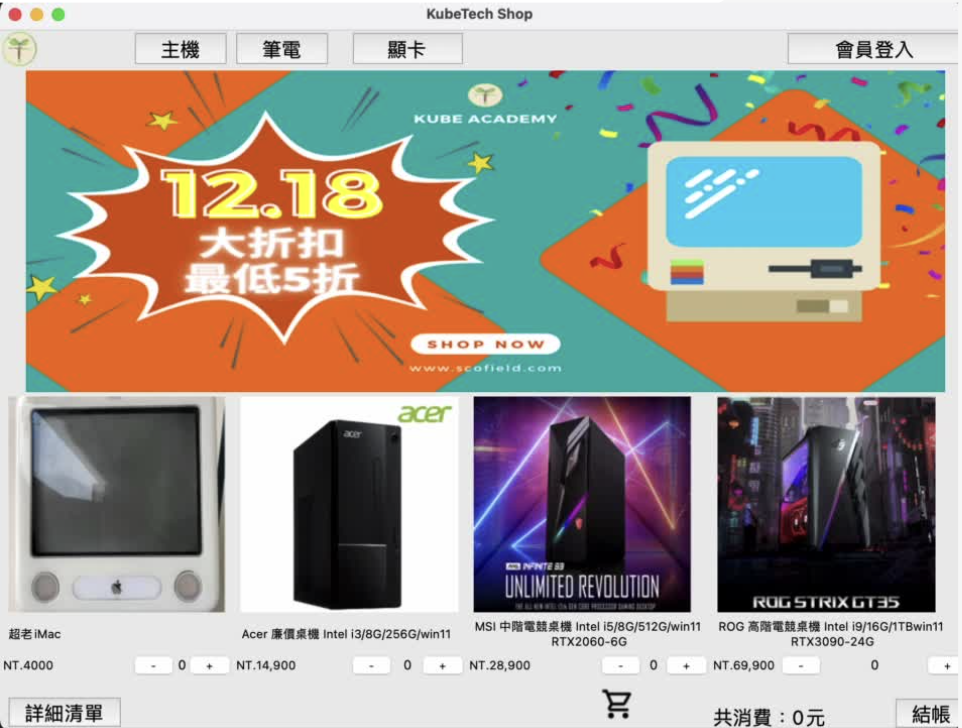 KubeTech Shop
主機
筆電
顯卡
會員登入
KUBE ACADEMY
12.18
大折扣
最低5折
SHOP NOW
www.scofield.com
acer
acer
INFINITE B3
UNLIMITED REVOLUTION
ROG STRIX GT35
超老iMac
Acer 廉價桌機 Intel i3/8G/256G/win11
MSI 中階電競桌機 Intel i5/8G/512G/win11
RTX2060-6G
ROG 高階電競桌機 Intel i9/16G/1TBwin11
RTX3090-24G
NT.4000
- 0 +
NT.14,900
- 0 +
NT.28,900
- 0 +
NT.69,900
- 0 +
詳細清單
共消費：0元
結帳